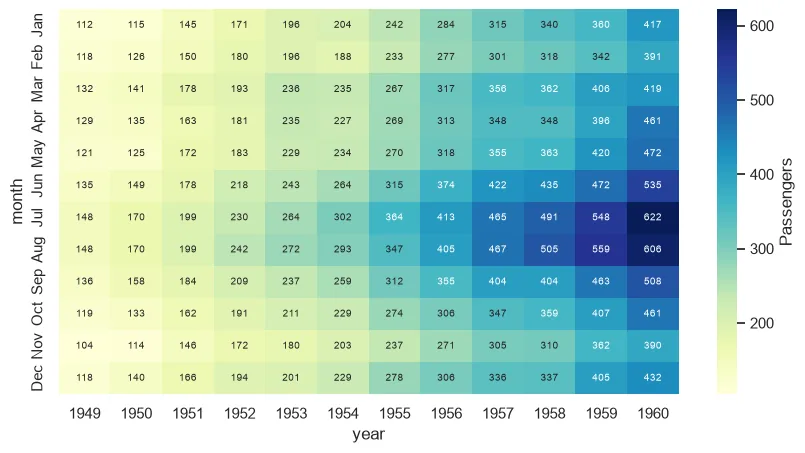 Jan 112 115 145 171 196 204 242 284 315 340 360 417
Feb 118 126 150 180 196 188 233 277 301 318 342 391
Mar 132 141 178 193 236 235 267 317 356 362 406 419
Apr 129 135 163 181 235 227 269 313 348 348 396 461
May 121 125 172 183 229 234 270 318 355 363 420 472
Jun 135 149 178 218 243 264 315 374 422 435 472 535
Jul 148 170 199 230 264 302 364 413 465 491 548 622
Aug 148 170 199 242 272 293 347 405 467 505 559 606
Sep 136 158 184 209 237 259 312 355 404 404 463 508
Oct 119 133 162 191 211 229 274 306 347 359 407 461
Nov 104 114 146 172 180 203 237 271 305 310 362 390
Dec 118 140 166 194 201 229 278 306 336 337 405 432
1949 1950 1951 1952 1953 1954 1955 1956 1957 1958 1959 1960
year
month
600
500
400
300
200
Passengers